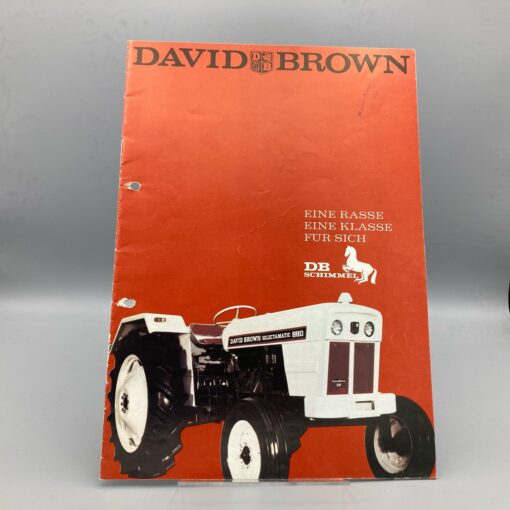 DAVID BROWN
EINE RASSE
EINE KLASSE
FÜR SICH
DB
SCHIMMEL
DAVID BROWN SELECTAMATIC 880